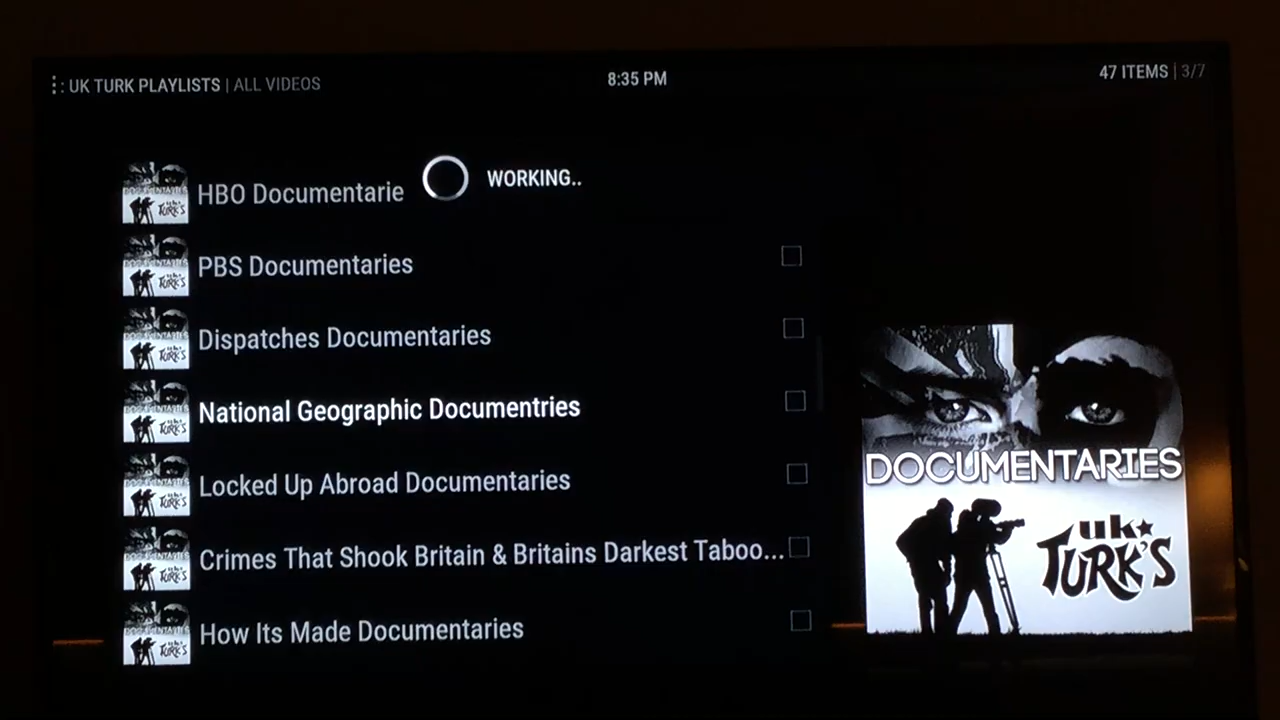 : UK TURK PLAYLISTS | ALL VIDEOS
8:35 PM
47 ITEMS | 3/7
HBO Documentarie
WORKING..
PBS Documentaries
Dispatches Documentaries
National Geographic Documentries
Locked Up Abroad Documentaries
Crimes That Shook Britain & Britains Darkest Taboo...
How Its Made Documentaries
DOCUMENTARIES
uk
TURK'S